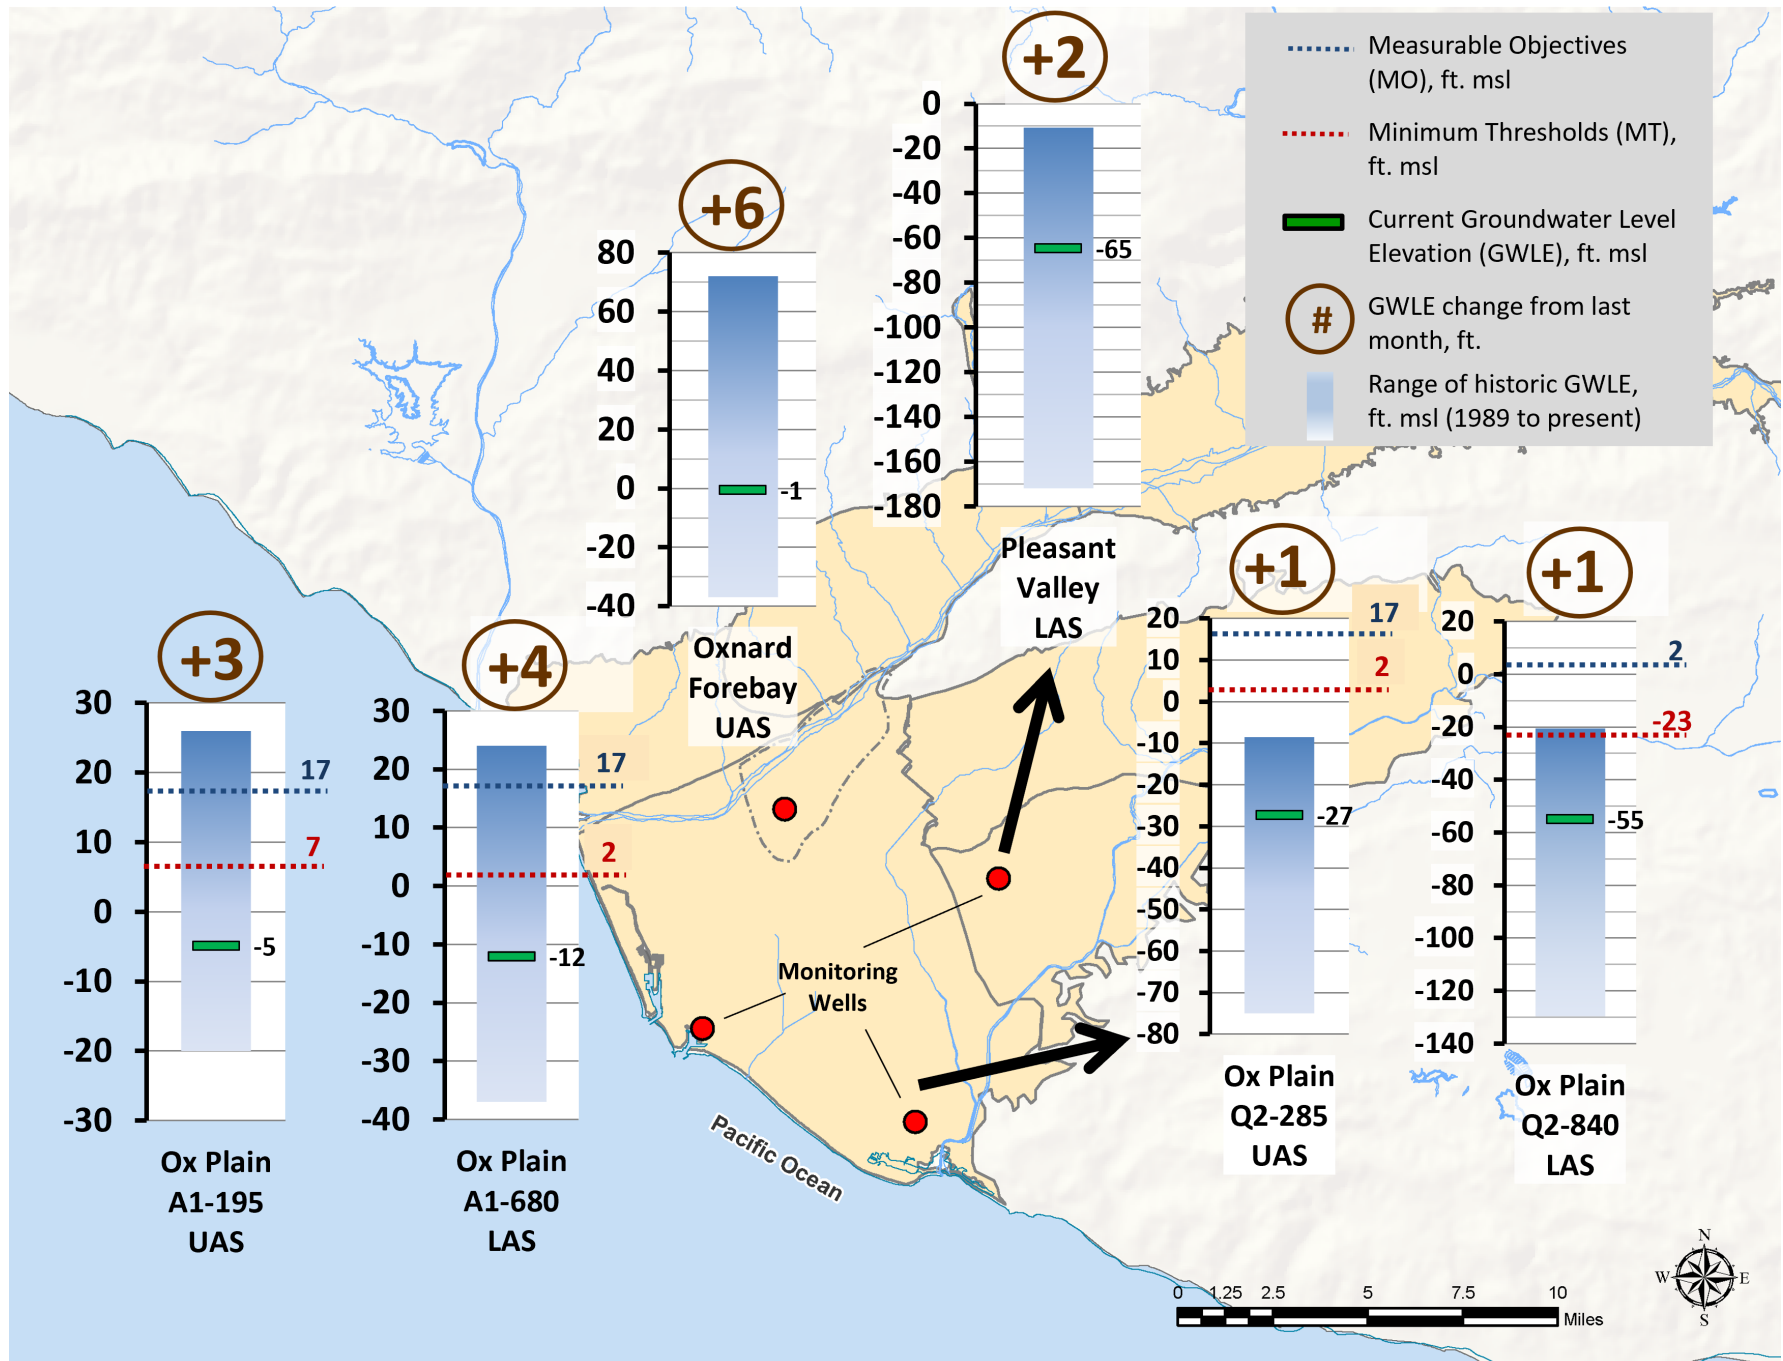 +2
0
-20
-40
-60
-80
-100
-120
-140
-160
-180
-65
Pleasant
Valley
LAS
Measurable Objectives
(MO), ft. msl
Minimum Thresholds (MT),
ft. msl
Current Groundwater Level
Elevation (GWLE), ft. msl
#
GWLE change from last
month, ft.
Range of historic GWLE,
ft. msl (1989 to present)
+6
80
60
40
20
0
-20
-40
-1
Oxnard
Forebay
UAS
+3
30
20
10
0
-10
-20
-30
17
7
-5
Ox Plain
A1-195
UAS
+4
30
20
10
0
-10
-20
-30
-40
17
2
-12
Ox Plain
A1-680
LAS
Monitoring
Wells
Pacific Ocean
+1
20
10
0
-10
-20
-30
-40
-50
-60
-70
-80
17
2
-27
Ox Plain
Q2-285
UAS
+1
20
0
-20
-40
-60
-80
-100
-120
-140
2
-23
-55
Ox Plain
Q2-840
LAS
N
W E
S
0 1.25 2.5 5 7.5 10
Miles